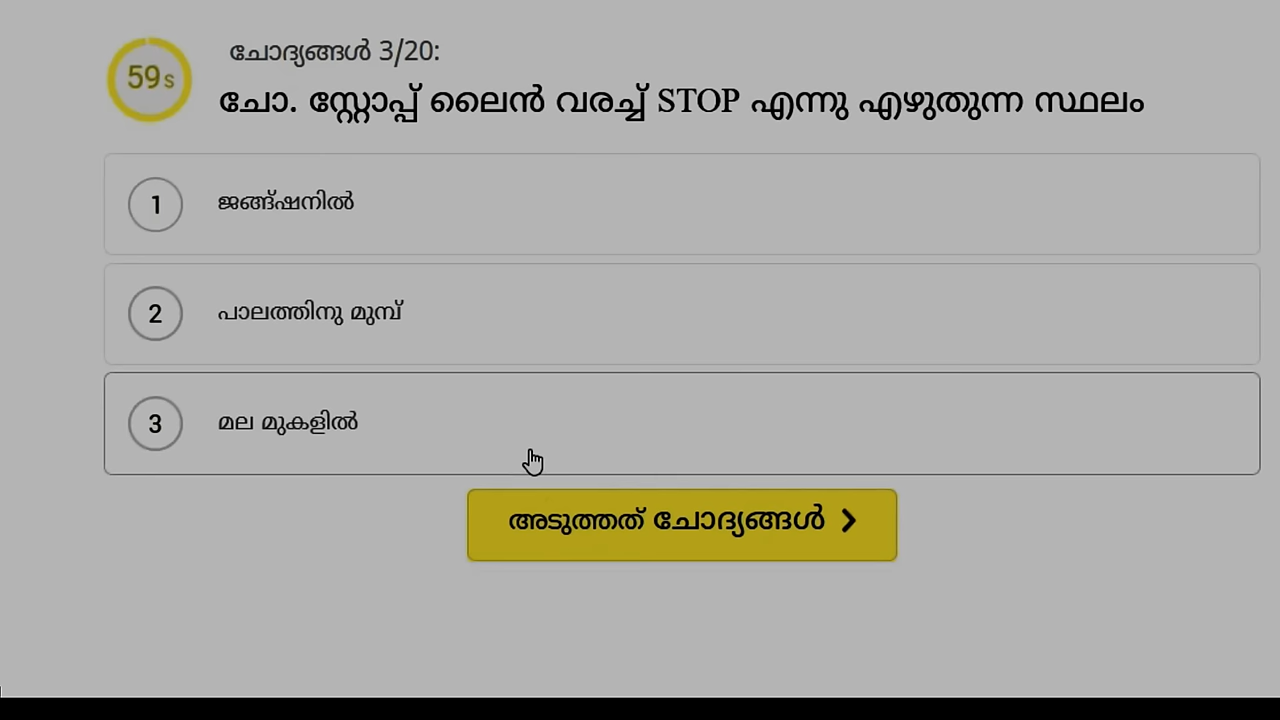 59s
ചോദ്യങ്ങൾ 3/20:
ചോ. സ്റ്റോപ്പ് ലൈൻ വരച്ച് STOP എന്നു എഴുതുന്ന സ്ഥലം
1 ജങ്ങ്ഷനിൽ
2 പാലത്തിനു മുമ്പ്
3 മല മുകളിൽ
അടുത്തത് ചോദ്യങ്ങൾ